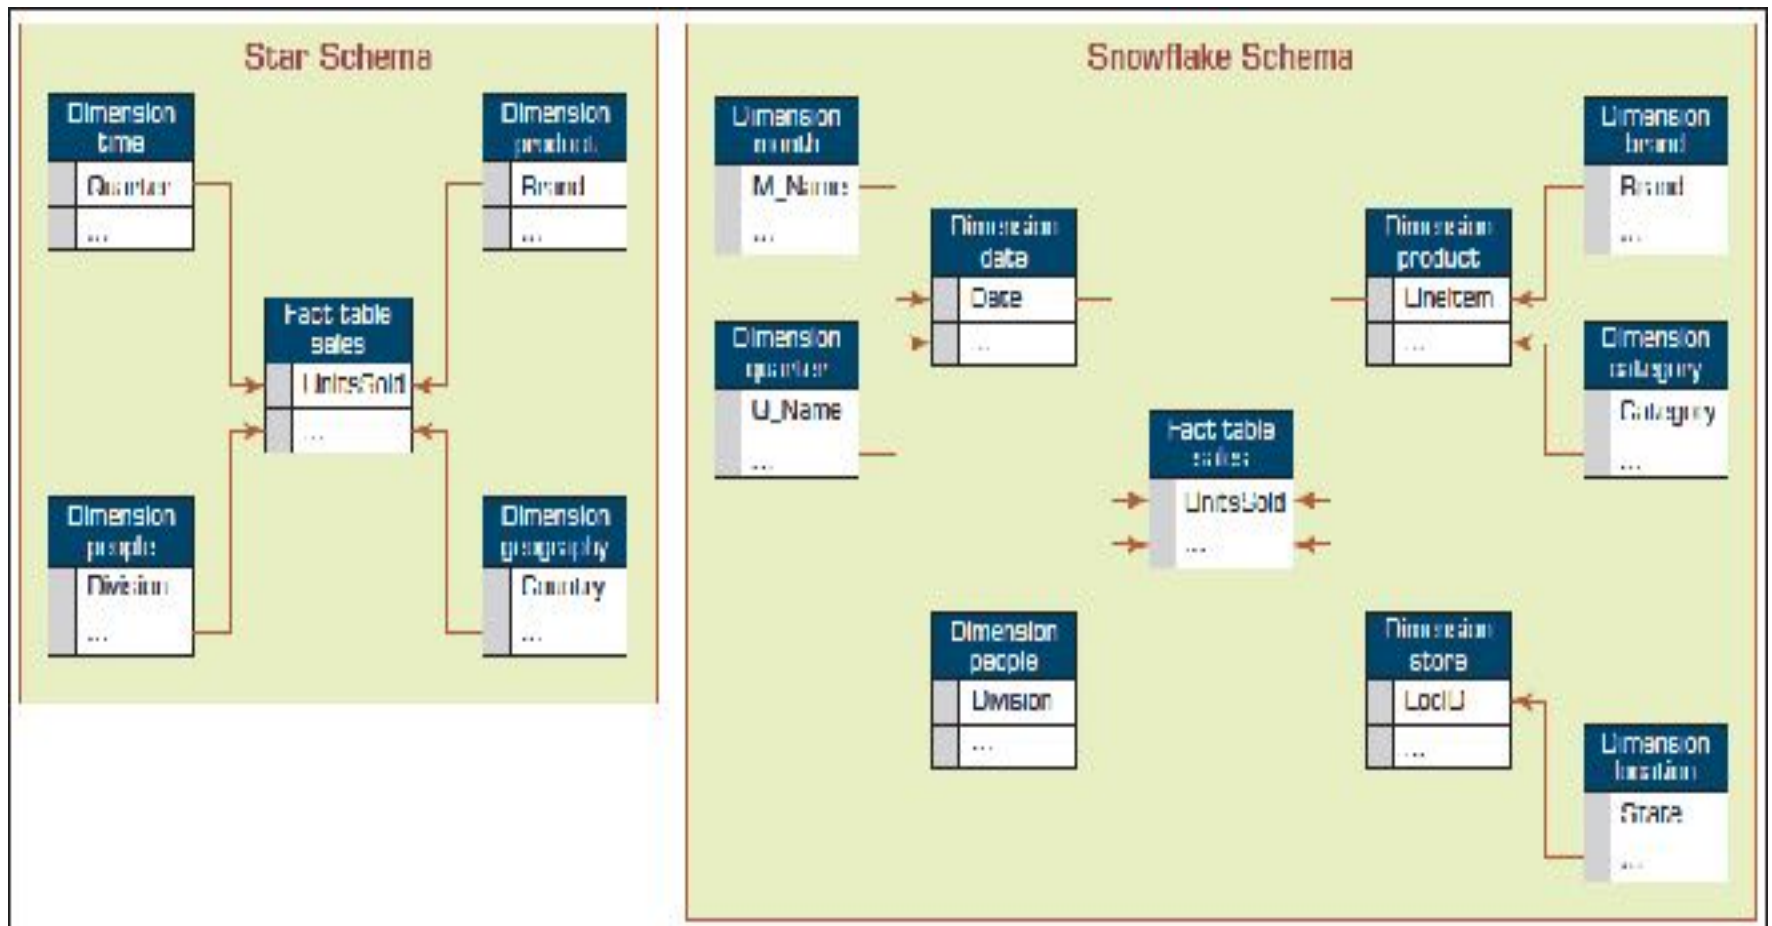 Star Schema
Dimension
time
Quarter
...
Dimension
product
Brand
...
Fact table
sales
UnitsSold
...
Dimension
people
Division
...
Dimension
geography
Country
...
Snowflake Schema
Dimension
month
M_Name
...
Dimension
quarter
Q_Name
...
Dimension
date
Date
...
Dimension
people
Division
...
Fact table
sales
UnitsSold
...
Dimension
product
LineItem
...
Dimension
store
LocID
...
Dimension
brand
Brand
...
Dimension
category
Category
...
Dimension
location
State
...